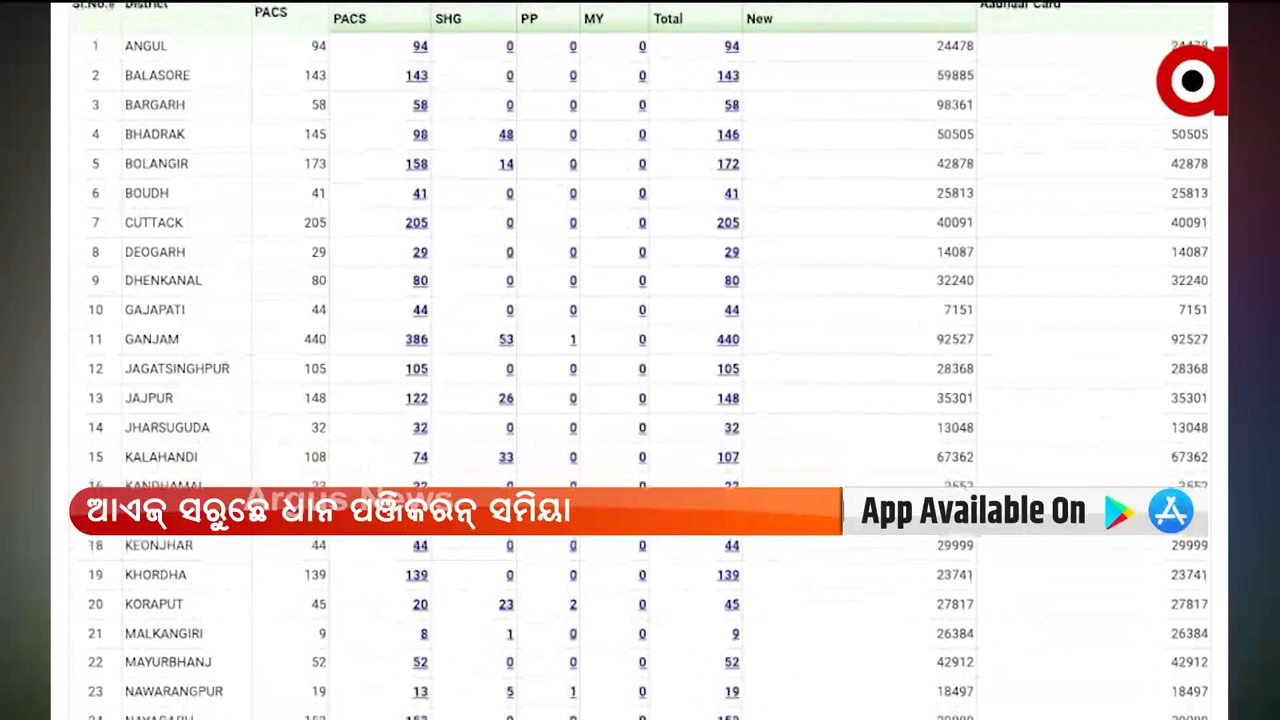 Sl.No.# District PACS PACS SHG PP MY Total New Aadhaar Card
1 ANGUL 94 94 0 0 0 94 24478 24478
2 BALASORE 143 143 0 0 0 143 59885
3 BARGARH 58 58 0 0 0 58 98361
4 BHADRAK 145 98 48 0 0 146 50505 50505
5 BOLANGIR 173 158 14 0 0 172 42878 42878
6 BOUDH 41 41 0 0 0 41 25813 25813
7 CUTTACK 205 205 0 0 0 205 40091 40091
8 DEOGARH 29 29 0 0 0 29 14087 14087
9 DHENKANAL 80 80 0 0 0 80 32240 32240
10 GAJAPATI 44 44 0 0 0 44 7151 7151
11 GANJAM 440 386 53 1 0 440 92527 92527
12 JAGATSINGHPUR 105 105 0 0 0 105 28368 28368
13 JAJPUR 148 122 26 0 0 148 35301 35301
14 JHARSUGUDA 32 32 0 0 0 32 13048 13048
15 KALAHANDI 108 74 33 0 0 107 67362 67362
16 KANDHAMAL
Argus News
ଆଏଜ୍ ସରୁଛେ ଧାନ ପଞ୍ଜିକରନ୍ ସମିୟା
App Available On
18 KEONJHAR 44 44 0 0 0 44 29999 29999
19 KHORDHA 139 139 0 0 0 139 23741 23741
20 KORAPUT 45 20 23 2 0 45 27817 27817
21 MALKANGIRI 9 8 1 0 0 9 26384 26384
22 MAYURBHANJ 52 52 0 0 0 52 42912 42912
23 NAWARANGPUR 19 13 5 1 0 19 18497 18497